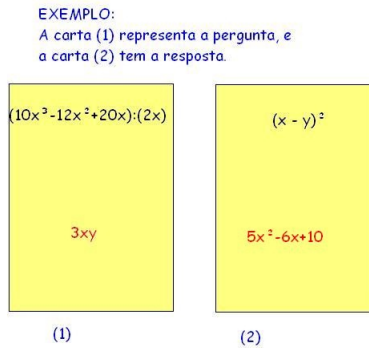 EXEMPLO:
A carta (1) representa a pergunta, e
a carta (2) tem a resposta.
(10x³-12x²+20x):(2x)
3xy
(1)
(x - y)²
5x²-6x+10
(2)